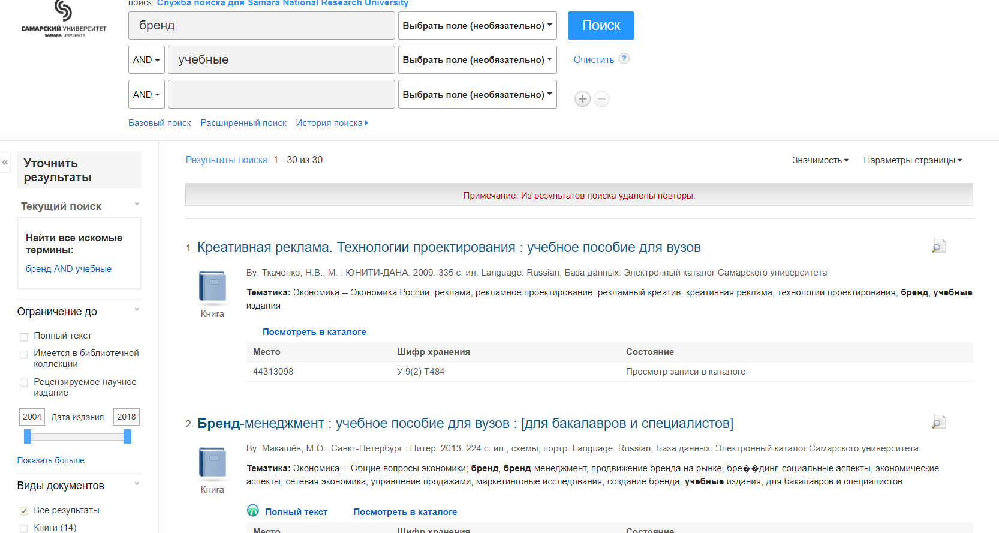 поиск: Служба поиска для Samara National Research University
САМАРСКИЙ УНИВЕРСИТЕТ
SAMARA UNIVERSITY
бренд
Выбрать поле (необязательно)
Поиск
AND
учебные
Выбрать поле (необязательно)
Очистить ?
AND
Выбрать поле (необязательно)
Базовый поиск Расширенный поиск История поиска
«
Уточнить
результаты
Текущий поиск
Найти все искомые
термины:
бренд AND учебные
Ограничение до
Полный текст
Имеется в библиотечной
коллекции
Рецензируемое научное
издание
2004 Дата издания 2018
Показать больше
Виды документов
Все результаты
Книги (14)
Результаты поиска: 1 - 30 из 30
Значимость Параметры страницы
Примечание. Из результатов поиска удалены повторы.
1. Креативная реклама. Технологии проектирования : учебное пособие для вузов
Книга
By: Ткаченко, Н.В.. М. : ЮНИТИ-ДАНА. 2009. 335 с. ил. Language: Russian, База данных: Электронный каталог Самарского университета
Тематика: Экономика -- Экономика России; реклама, рекламное проектирование, рекламный креатив, креативная реклама, технологии проектирования, бренд, учебные
издания
Посмотреть в каталоге
Место Шифр хранения Состояние
44313098 У 9(2) Т484 Просмотр записи в каталоге
2. Бренд-менеджмент : учебное пособие для вузов : [для бакалавров и специалистов]
Книга
By: Макашёв, М.О.. Санкт-Петербург : Питер. 2013. 224 с. ил., схемы, портр. Language: Russian, База данных: Электронный каталог Самарского университета
Тематика: Экономика -- Общие вопросы экономики; бренд, бренд-менеджмент, продвижение бренда на рынке, бре��динг, социальные аспекты, экономические
аспекты, сетевая экономика, управление продажами, маркетинговые исследования, создание бренда, учебные издания, для бакалавров и специалистов
Полный текст Посмотреть в каталоге
Место Шифр хранения Состояние